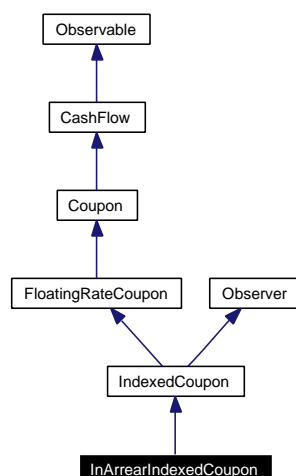 Observable
CashFlow
Coupon
FloatingRateCoupon
Observer
IndexedCoupon
InArrearIndexedCoupon